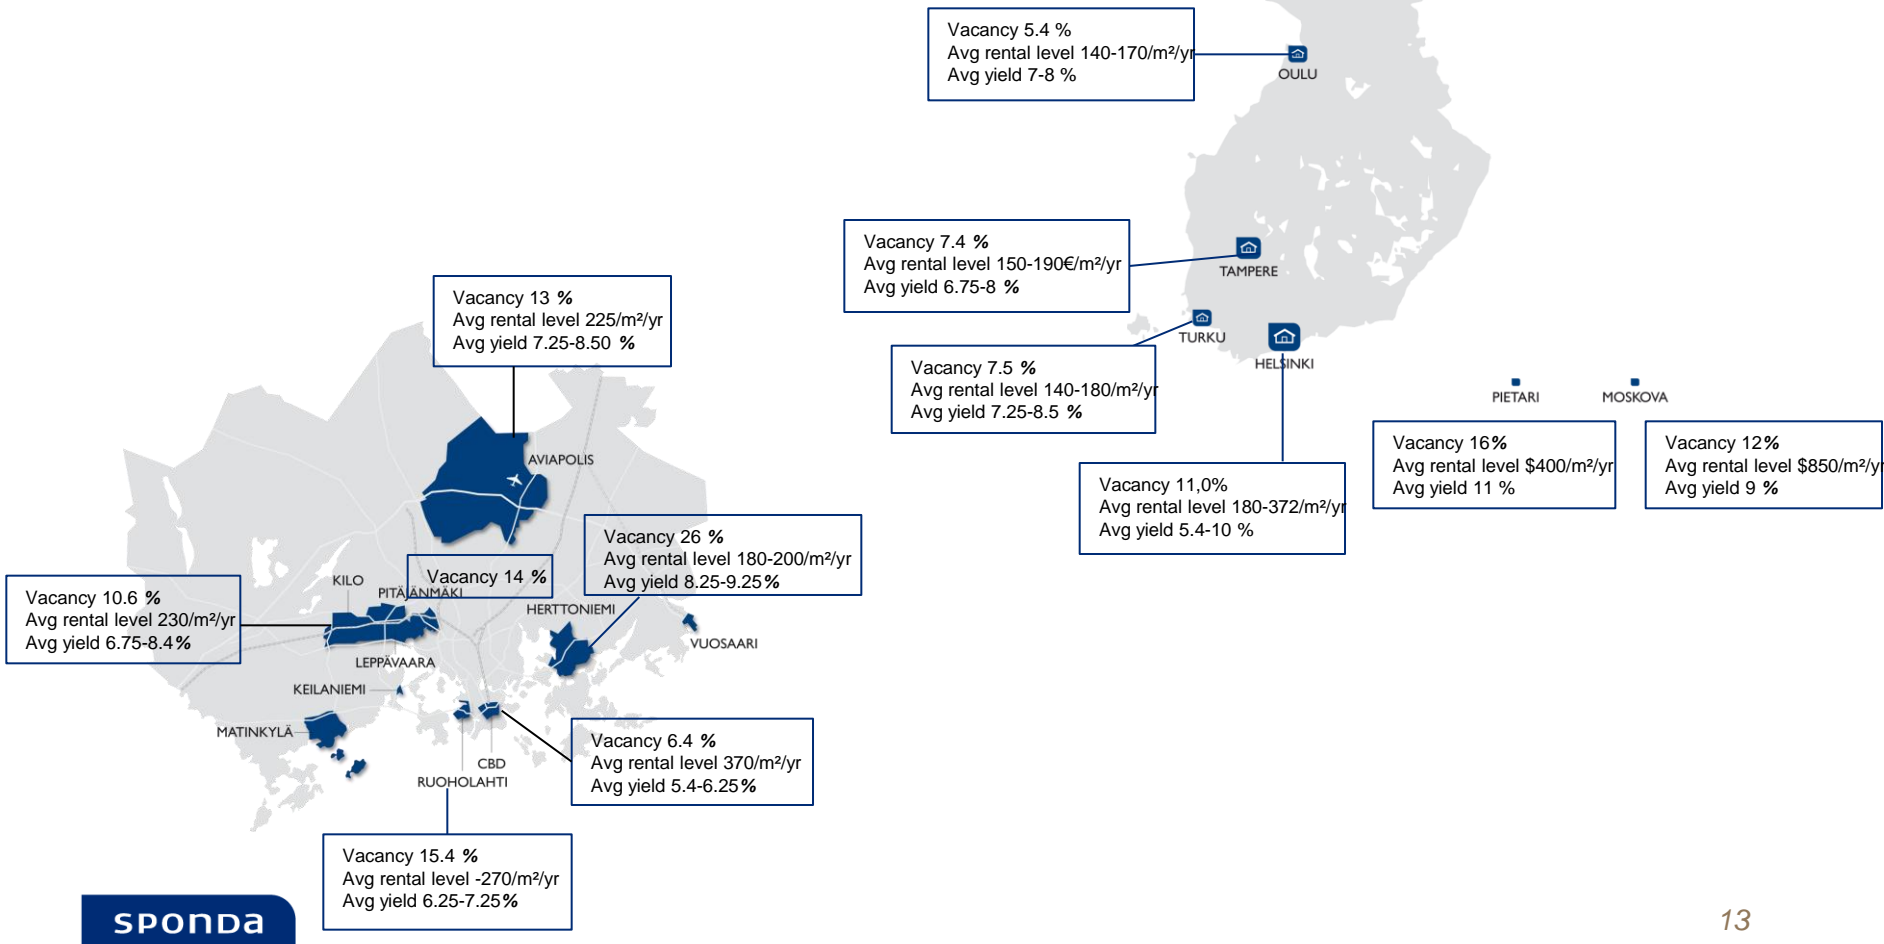 Vacancy 5.4 %
Avg rental level 140-170/m²/yr
Avg yield 7-8 %
OULU
Vacancy 7.4 %
Avg rental level 150-190€/m²/yr
Avg yield 6.75-8 %
TAMPERE
TURKU
HELSINKI
Vacancy 7.5 %
Avg rental level 140-180/m²/yr
Avg yield 7.25-8.5 %
PIETARI
MOSKOVA
Vacancy 11,0%
Avg rental level 180-372/m²/yr
Avg yield 5.4-10 %
Vacancy 16%
Avg rental level $400/m²/yr
Avg yield 11 %
Vacancy 12%
Avg rental level $850/m²/yr
Avg yield 9 %
Vacancy 13 %
Avg rental level 225/m²/yr
Avg yield 7.25-8.50 %
AVIAPOLIS
Vacancy 26 %
Avg rental level 180-200/m²/yr
Avg yield 8.25-9.25%
Vacancy 14 %
KILO
PITÄJÄNMÄKI
HERTTONIEMI
Vacancy 10.6 %
Avg rental level 230/m²/yr
Avg yield 6.75-8.4%
VUOSAARI
LEPPÄVAARA
KEILANIEMI
MATINKYLÄ
CBD
RUOHOLAHTI
Vacancy 6.4 %
Avg rental level 370/m²/yr
Avg yield 5.4-6.25%
Vacancy 15.4 %
Avg rental level -270/m²/yr
Avg yield 6.25-7.25%
SPONDA
13